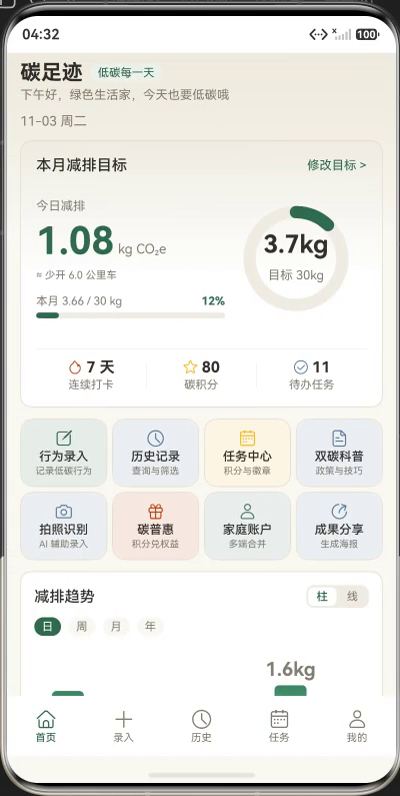 04:32
100
碳足迹 低碳每一天
下午好，绿色生活家，今天也要低碳哦
11-03 周二
本月减排目标 修改目标 >
今日减排
1.08 kg CO₂e
≈ 少开 6.0 公里车
本月 3.66 / 30 kg 12%
3.7kg
目标 30kg
7 天 80 11
连续打卡 碳积分 待办任务
行为录入 历史记录 任务中心 双碳科普
记录低碳行为 查询与筛选 积分与徽章 政策与技巧
拍照识别 碳普惠 家庭账户 成果分享
AI 辅助录入 积分兑权益 多端合并 生成海报
减排趋势 柱 线
日 周 月 年
1.6kg
首页 录入 历史 任务 我的